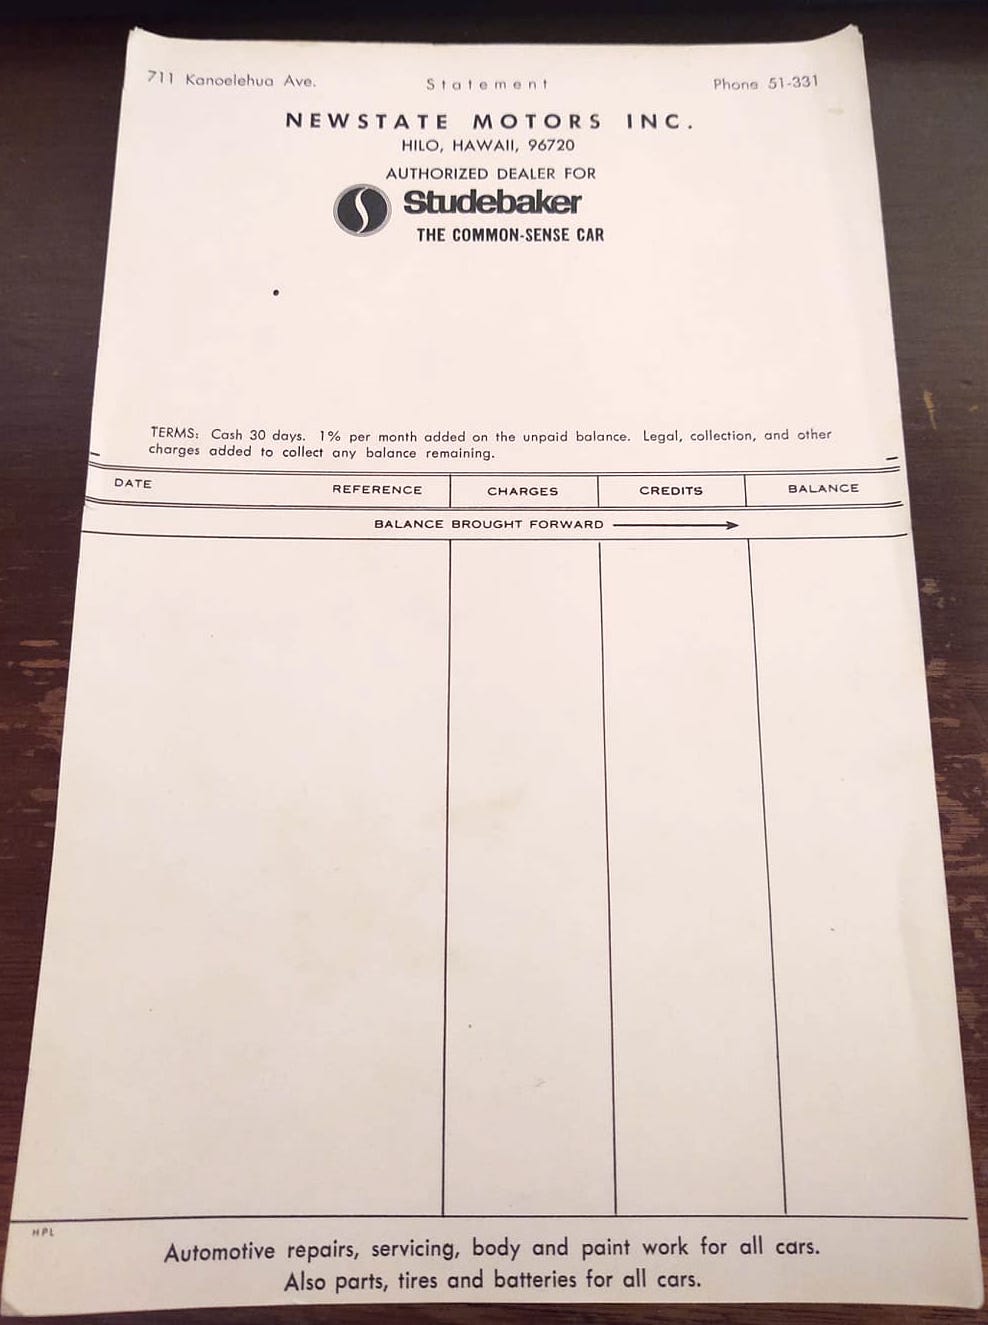 711 Kanoelehua Ave. Statement Phone 51-331
NEWSTATE MOTORS INC.
HILO, HAWAII, 96720
AUTHORIZED DEALER FOR
Studebaker
THE COMMON-SENSE CAR
TERMS: Cash 30 days. 1% per month added on the unpaid balance. Legal, collection, and other
charges added to collect any balance remaining.
DATE REFERENCE CHARGES CREDITS BALANCE
BALANCE BROUGHT FORWARD
HPL
Automotive repairs, servicing, body and paint work for all cars.
Also parts, tires and batteries for all cars.